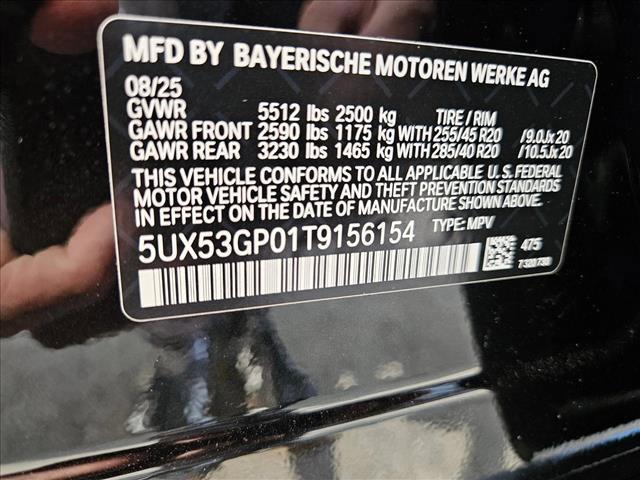 MFD BY BAYERISCHE MOTOREN WERKE AG
08/25
GVWR 5512 lbs 2500 kg TIRE / RIM
GAWR FRONT 2590 lbs 1175 kg WITH 255/45 R20 /9.0Jx20
GAWR REAR 3230 lbs 1465 kg WITH 285/40 R20 /10.5Jx20
THIS VEHICLE CONFORMS TO ALL APPLICABLE U.S. FEDERAL
MOTOR VEHICLE SAFETY AND THEFT PREVENTION STANDARDS
IN EFFECT ON THE DATE OF MANUFACTURE SHOWN ABOVE.
5UX53GP01T9156154 TYPE: MPV
475
7320730